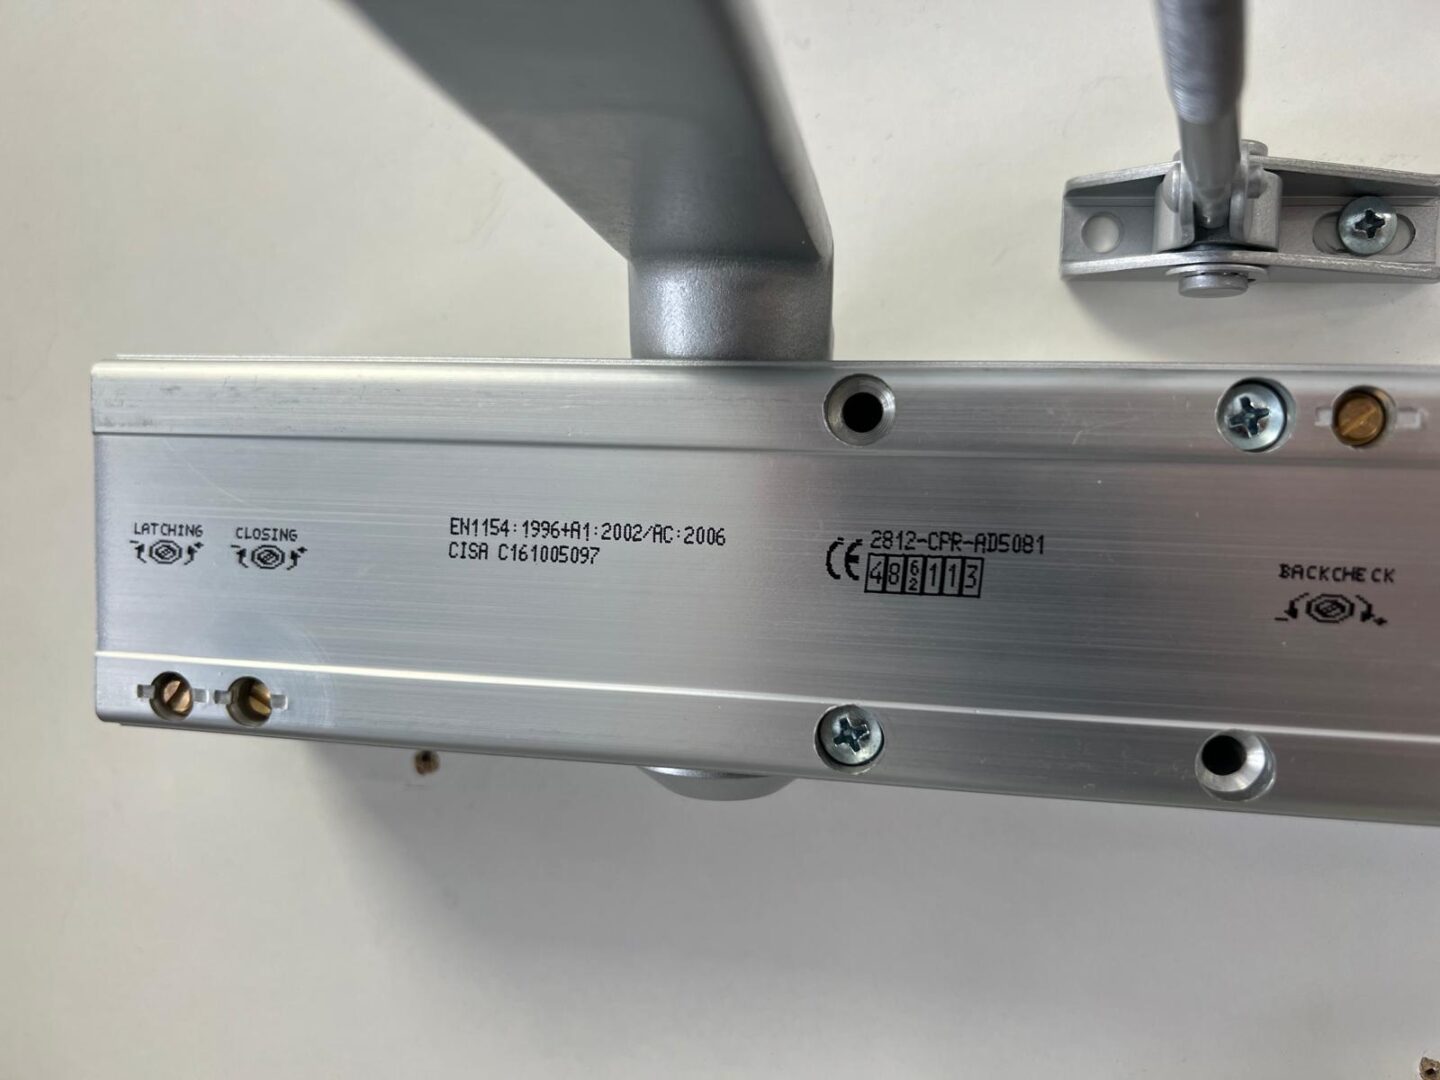 LATCHING
- +
CLOSING
- +
EN1154:1996+A1:2002/AC:2006
CISA C161005097
CE 2812-CPR-AD5081
4 8 6/2 1 1 3
BACKCHECK
- +